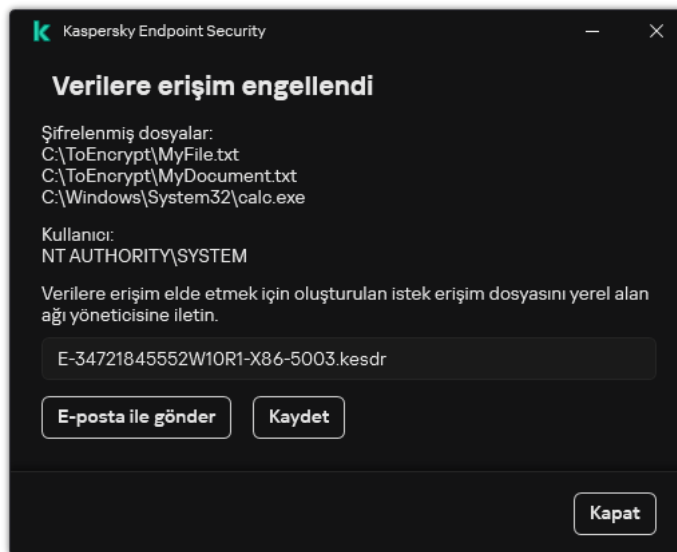 Kaspersky Endpoint Security
Verilere erişim engellendi
Şifrelenmiş dosyalar:
C:\ToEncrypt\MyFile.txt
C:\ToEncrypt\MyDocument.txt
C:\Windows\System32\calc.exe
Kullanıcı:
NT AUTHORITY\SYSTEM
Verilere erişim elde etmek için oluşturulan istek erişim dosyasını yerel alan
ağı yöneticisine iletin.
E-34721845552W10R1-X86-5003.kesdr
E-posta ile gönder Kaydet
Kapat